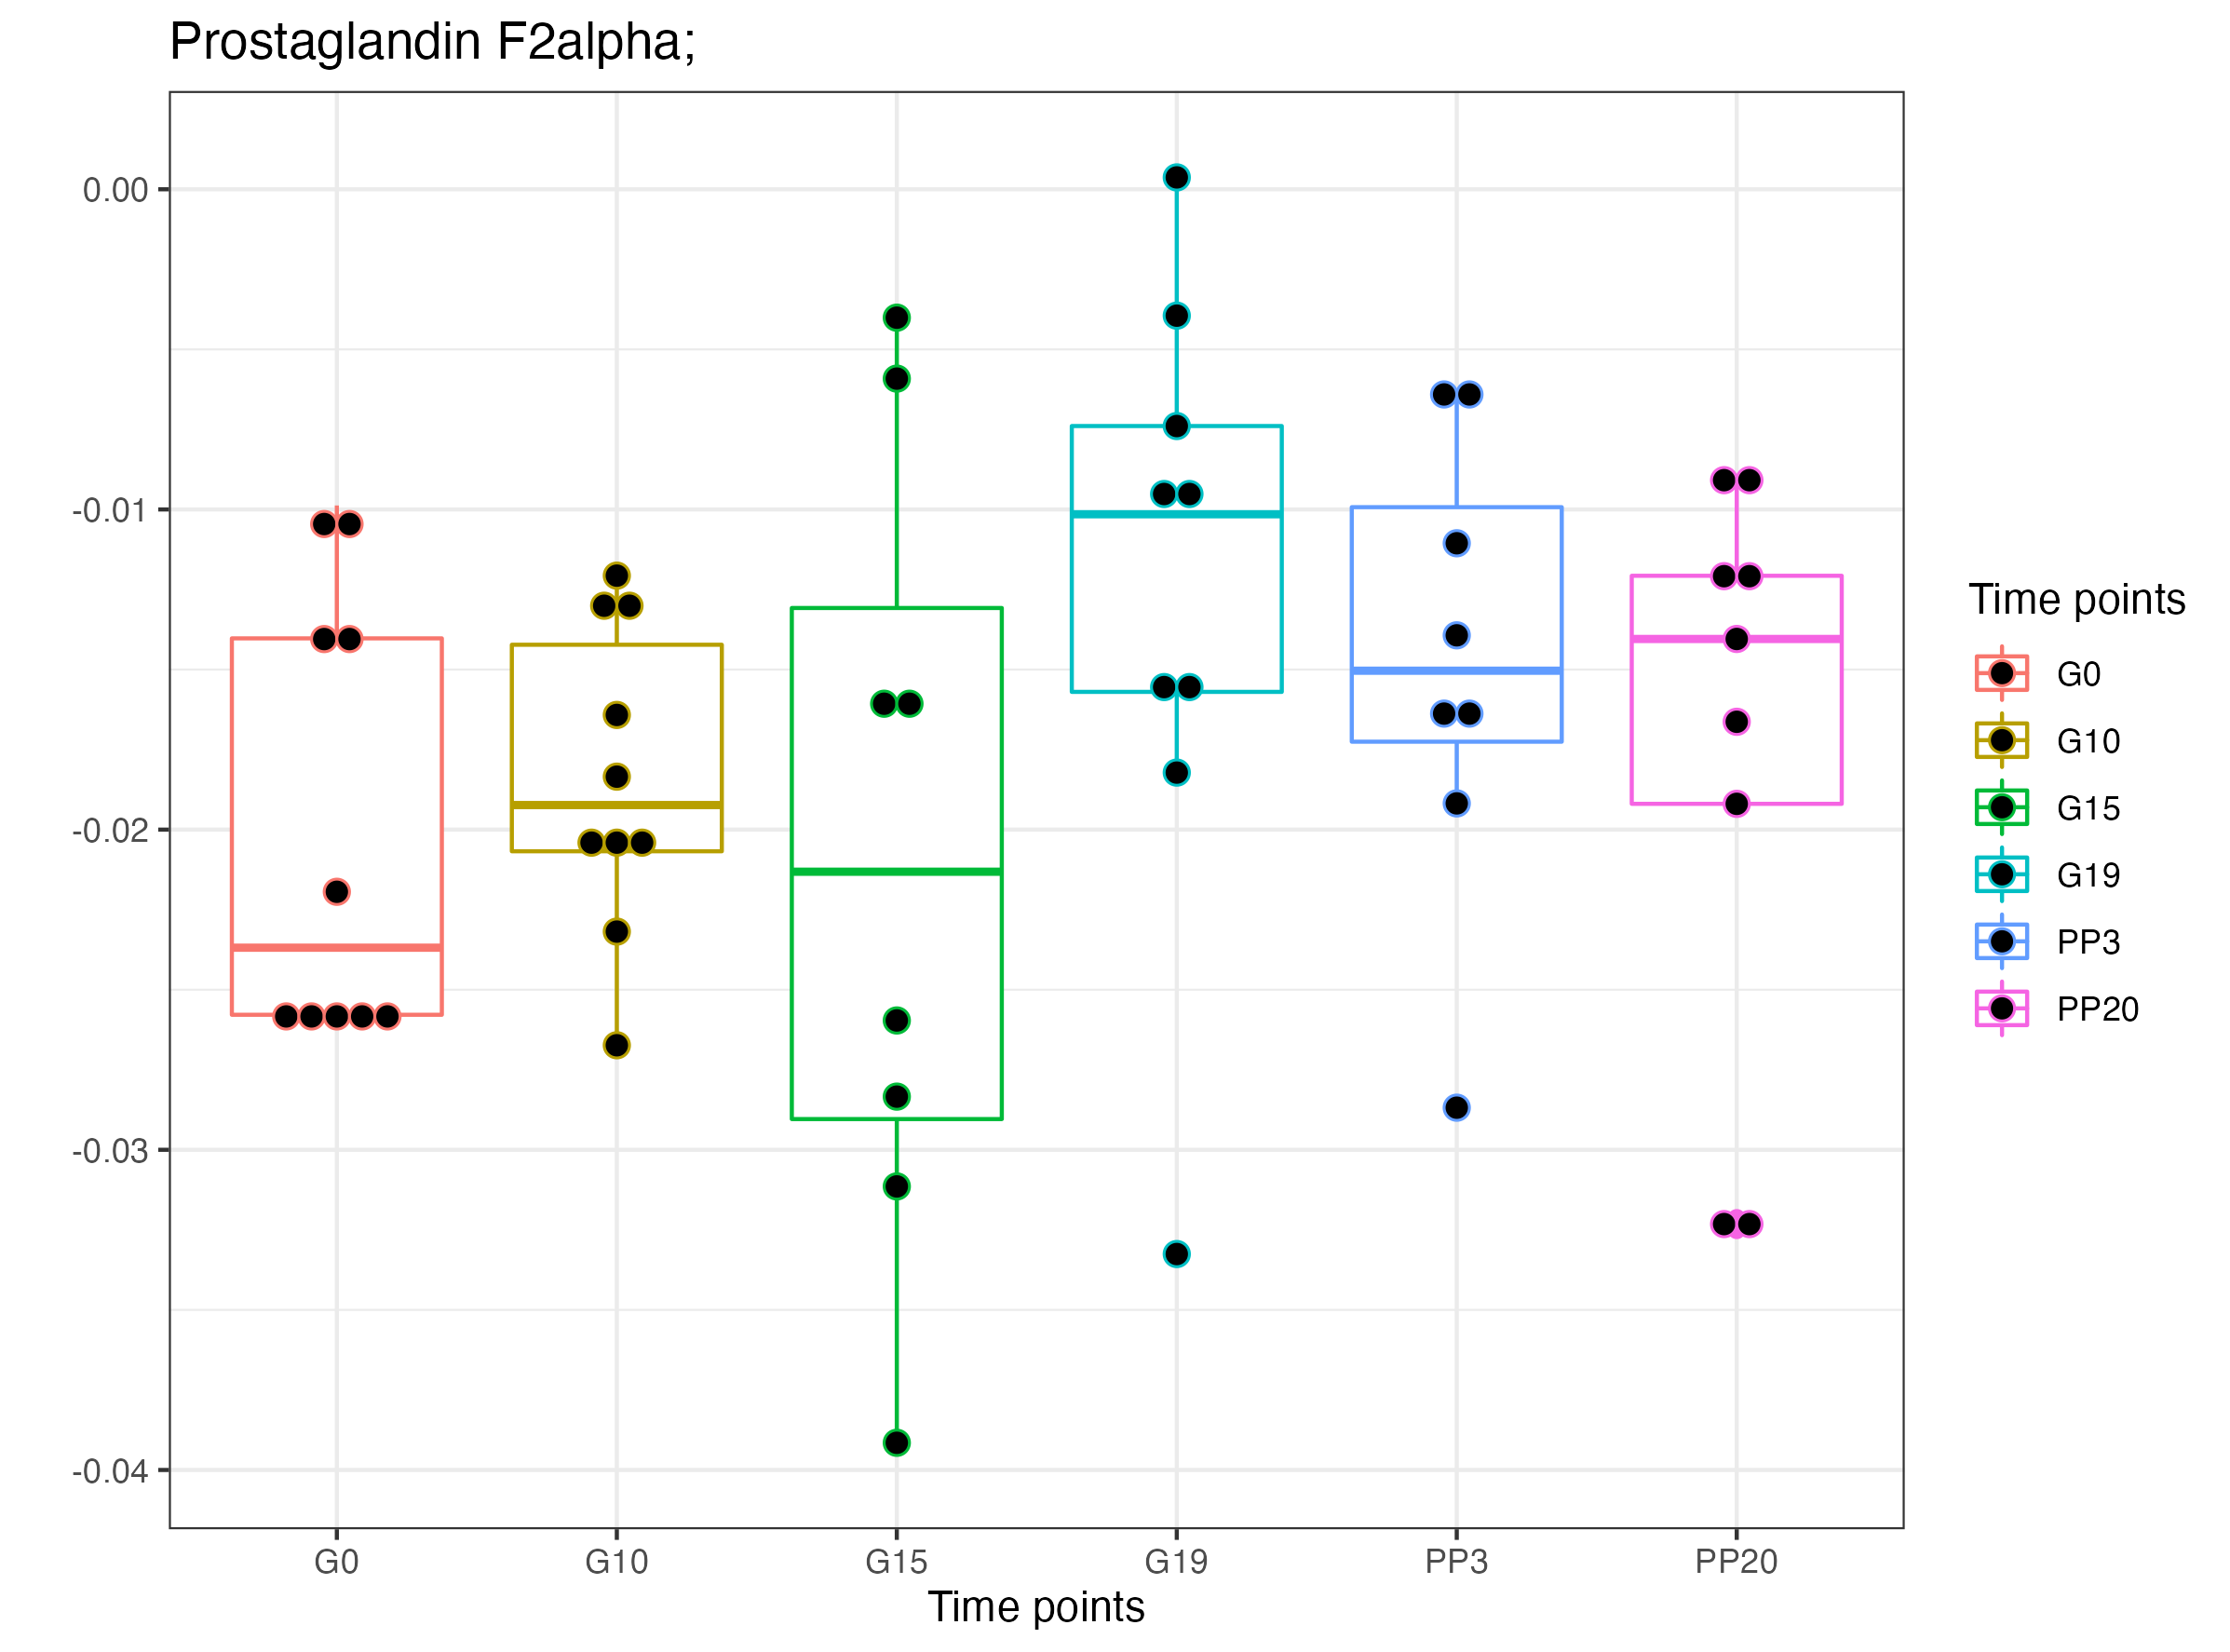 Prostaglandin F2alpha;
0.00
-0.01
-0.02
-0.03
-0.04
G0 G10 G15 G19 PP3 PP20
Time points
Time points
G0
G10
G15
G19
PP3
PP20